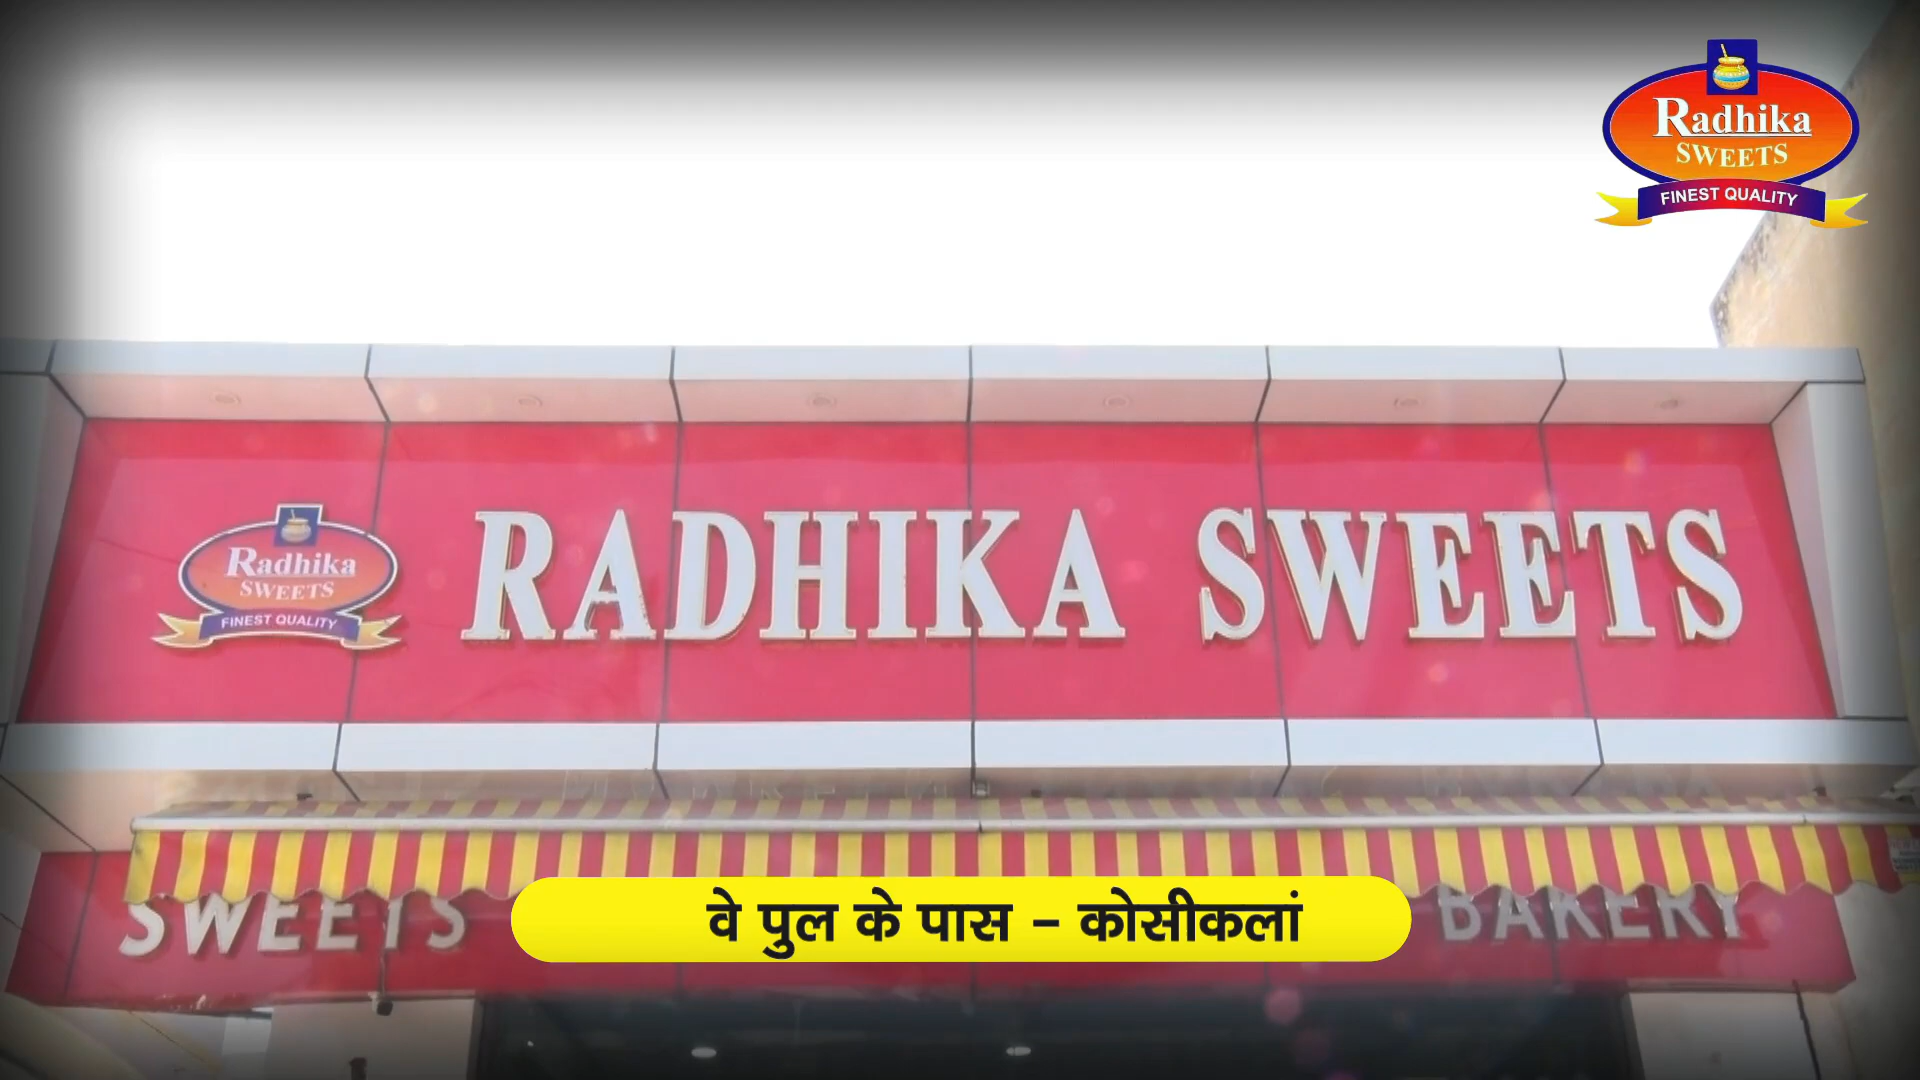 Radhika
SWEETS
FINEST QUALITY
Radhika
SWEETS
FINEST QUALITY
RADHIKA SWEETS
SWEETS
BAKERY
वे पुल के पास – कोसीकलां